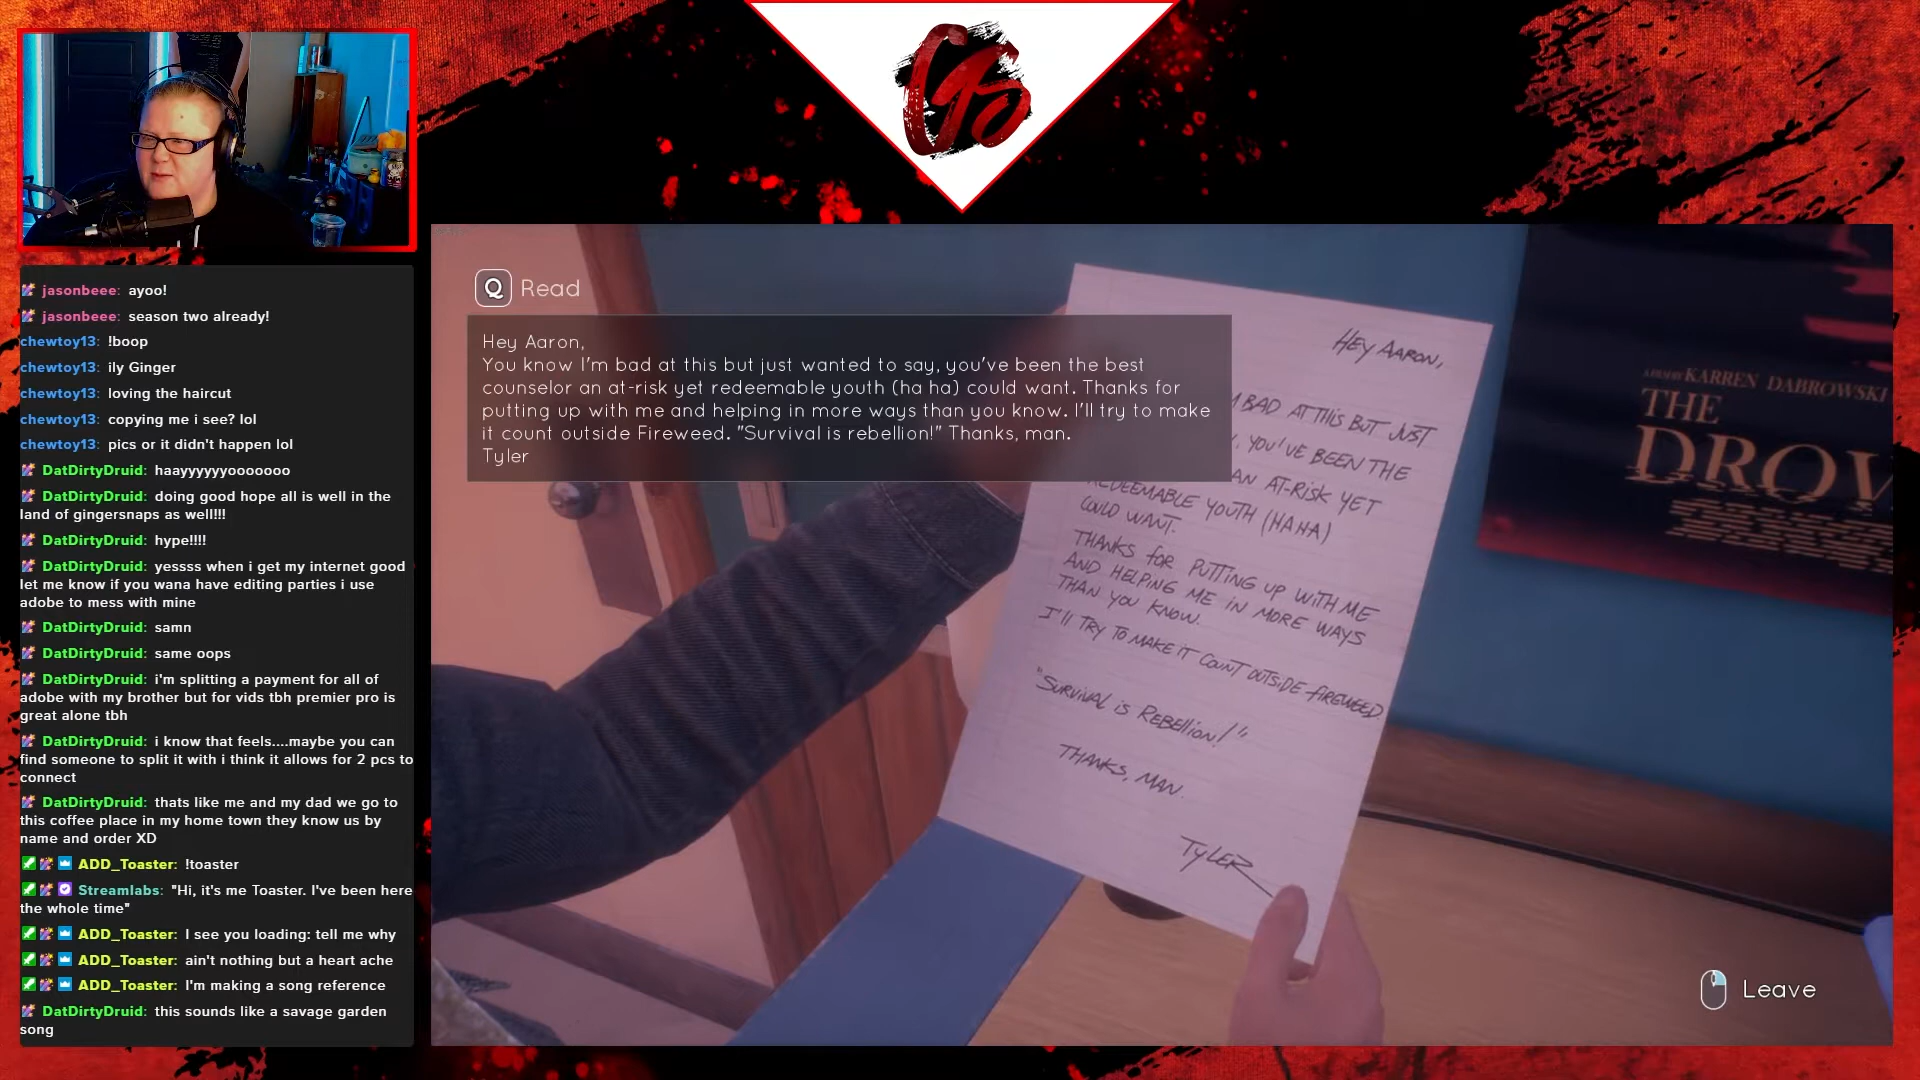 jasonbeee: ayoo!
jasonbeee: season two already!
chewtoy13: !boop
chewtoy13: ily Ginger
chewtoy13: loving the haircut
chewtoy13: copying me i see? lol
chewtoy13: pics or it didn't happen lol
DatDirtyDruid: haayyyyyyooooooo
DatDirtyDruid: doing good hope all is well in the
land of gingersnaps as well!!!
DatDirtyDruid: hype!!!!
DatDirtyDruid: yessss when i get my internet good
let me know if you wana have editing parties i use
adobe to mess with mine
DatDirtyDruid: samn
DatDirtyDruid: same oops
DatDirtyDruid: i'm splitting a payment for all of
adobe with my brother but for vids tbh premier pro is
great alone tbh
DatDirtyDruid: i know that feels....maybe you can
find someone to split it with i think it allows for 2 pcs to
connect
DatDirtyDruid: thats like me and my dad we go to
this coffee place in my home town they know us by
name and order XD
ADD_Toaster: !toaster
Streamlabs: "Hi, it's me Toaster. I've been here
the whole time"
ADD_Toaster: I see you loading: tell me why
ADD_Toaster: ain't nothing but a heart ache
ADD_Toaster: I'm making a song reference
DatDirtyDruid: this sounds like a savage garden
song
GS
Q Read
Hey Aaron,
You know I'm bad at this but just wanted to say, you've been the best
counselor an at-risk yet redeemable youth (ha ha) could want. Thanks for
putting up with me and helping in more ways than you know. I'll try to make
it count outside Fireweed. "Survival is rebellion!" Thanks, man.
Tyler
HEY AARON,
BAD AT THIS BUT JUST
YOU'VE BEEN THE
AN AT-RISK YET
REDEEMABLE YOUTH (HA HA)
COULD WANT.
THANKS FOR PUTTING UP WITH ME
AND HELPING ME IN MORE WAYS
THAN YOU KNOW.
I'll TRY TO MAKE IT COUNT OUTSIDE FIREWEED.
"SURVIVAL IS REBELLION!"
THANKS, MAN.
TYLER
KARREN DABROWSKI
THE
DROW
Leave